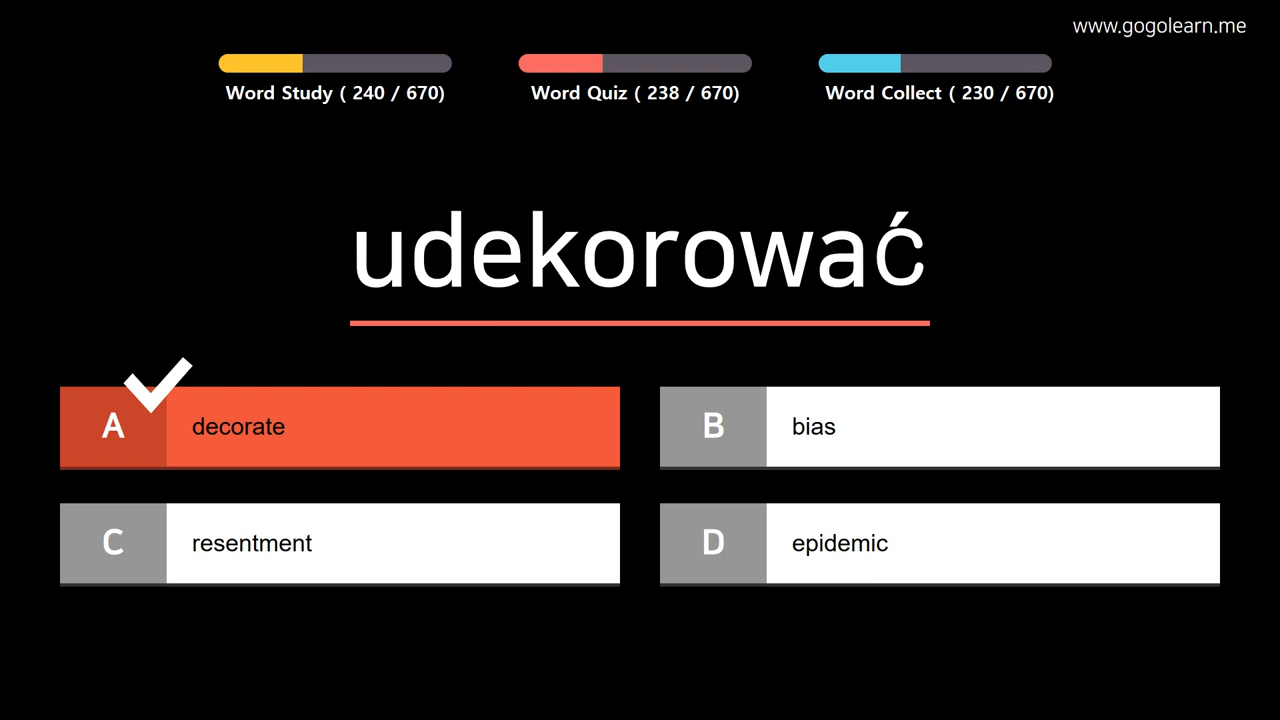 www.gogolearn.me
Word Study ( 240 / 670)
Word Quiz ( 238 / 670)
Word Collect ( 230 / 670)
udekorować
A
decorate
B
bias
C
resentment
D
epidemic